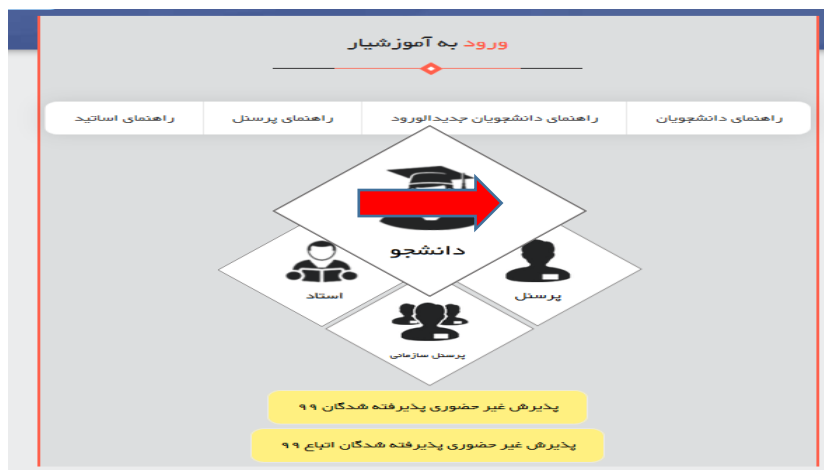 ورود به آموزشیار
راهنمای دانشجویان
راهنمای دانشجویان جدیدالورود
راهنمای پرسنل
راهنمای اساتید
دانشجو
پرسنل
استاد
پرسنل سازمانی
پذیرش غیر حضوری پذیرفته شدگان ۹۹
پذیرش غیر حضوری پذیرفته شدگان اتباع ۹۹